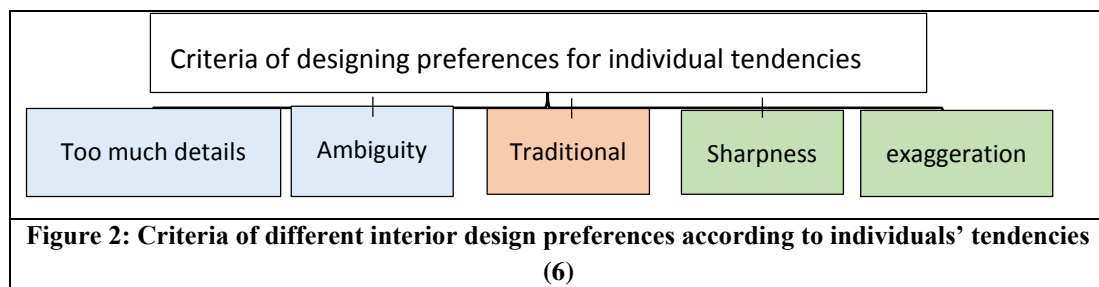 Criteria of designing preferences for individual tendencies
Too much details
Ambiguity
Traditional
Sharpness
exaggeration
Figure 2: Criteria of different interior design preferences according to individuals’ tendencies
(6)